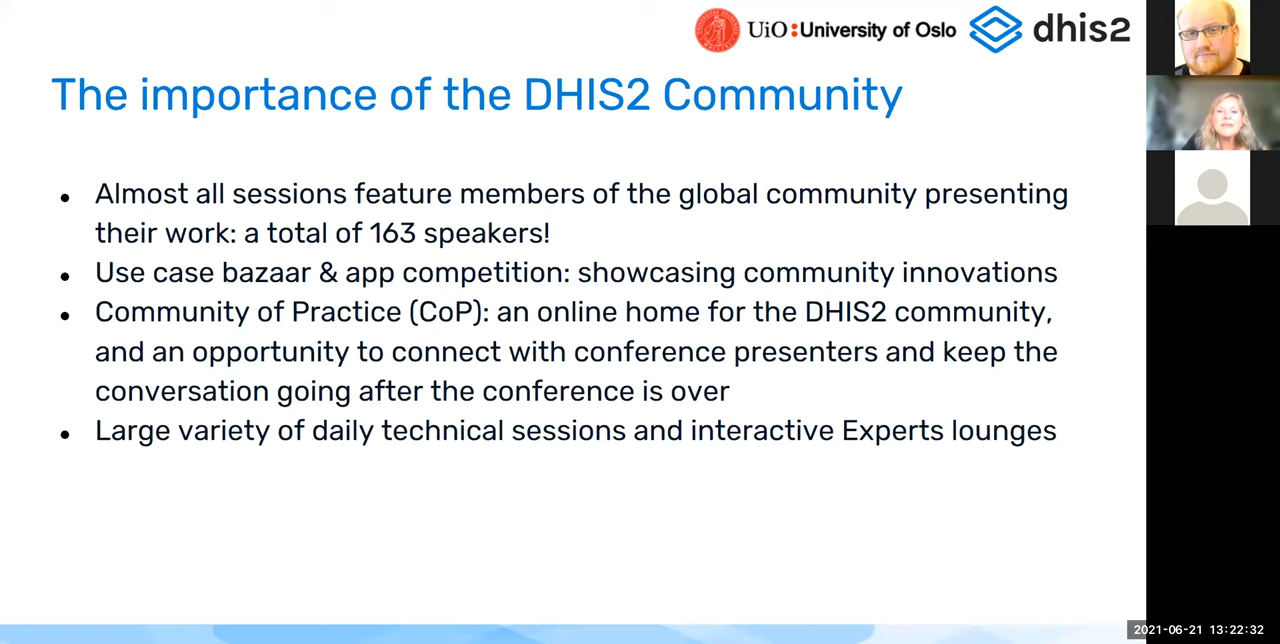 UiO : University of Oslo dhis2
The importance of the DHIS2 Community
• Almost all sessions feature members of the global community presenting
their work: a total of 163 speakers!
• Use case bazaar & app competition: showcasing community innovations
• Community of Practice (CoP): an online home for the DHIS2 community,
and an opportunity to connect with conference presenters and keep the
conversation going after the conference is over
• Large variety of daily technical sessions and interactive Experts lounges
2021-06-21 13:22:32